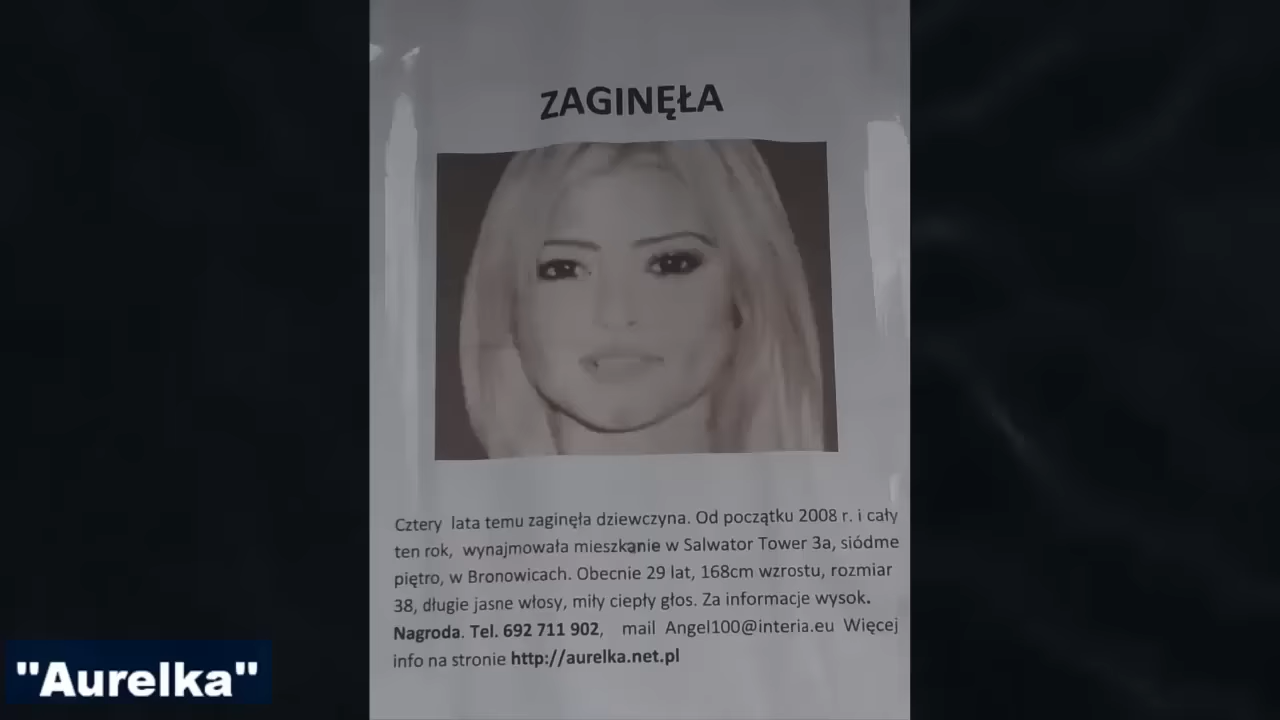 ZAGINĘŁA
Cztery lata temu zaginęła dziewczyna. Od początku 2008 r. i cały
ten rok, wynajmowała mieszkanie w Salwator Tower 3a, siódme
piętro, w Bronowicach. Obecnie 29 lat, 168cm wzrostu, rozmiar
38, długie jasne włosy, miły ciepły głos. Za informacje wysok.
Nagroda. Tel. 692 711 902, mail Angel100@interia.eu Więcej
info na stronie http://aurelka.net.pl
"Aurelka"